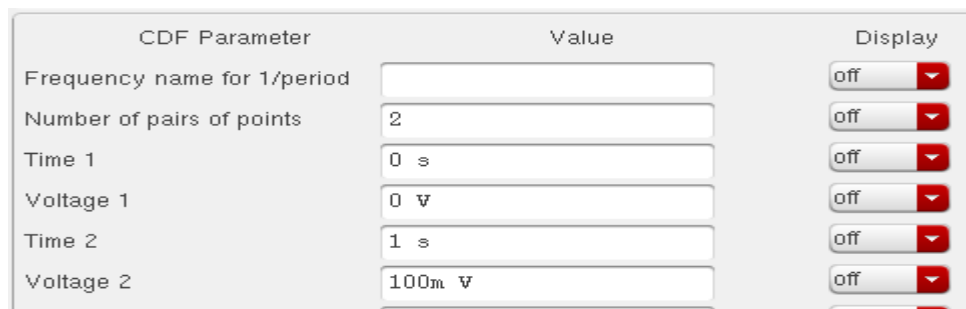 CDF Parameter Value Display
Frequency name for 1/period off
Number of pairs of points 2 off
Time 1 0 s off
Voltage 1 0 V off
Time 2 1 s off
Voltage 2 100m V off